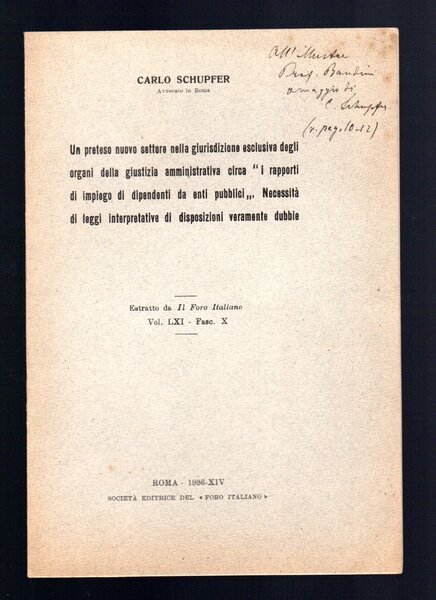 All'illustre
Prof. Bandini
omaggio di
C. Schupfer
(v. pag. 10-12)
CARLO SCHUPFER
Avvocato in Roma
Un preteso nuovo settore nella giurisdizione esclusiva degli
organi della giustizia amministrativa circa “ i rapporti
di impiego di dipendenti da enti pubblici „. Necessità
di leggi interpretative di disposizioni veramente dubbie
Estratto da Il Foro Italiano
Vol. LXI - Fasc. X
ROMA - 1936-XIV
SOCIETÀ EDITRICE DEL « FORO ITALIANO »